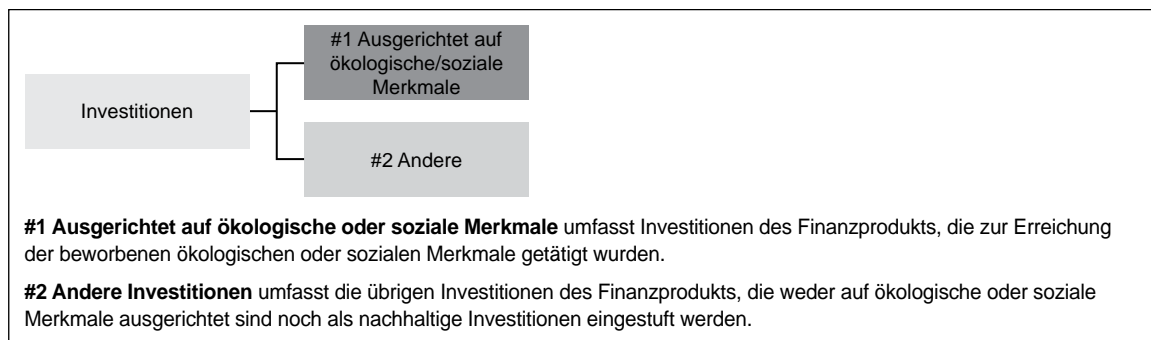 #1 Ausgerichtet auf
ökologische/soziale
Merkmale
Investitionen
#2 Andere
#1 Ausgerichtet auf ökologische oder soziale Merkmale umfasst Investitionen des Finanzprodukts, die zur Erreichung
der beworbenen ökologischen oder sozialen Merkmale getätigt wurden.
#2 Andere Investitionen umfasst die übrigen Investitionen des Finanzprodukts, die weder auf ökologische oder soziale
Merkmale ausgerichtet sind noch als nachhaltige Investitionen eingestuft werden.